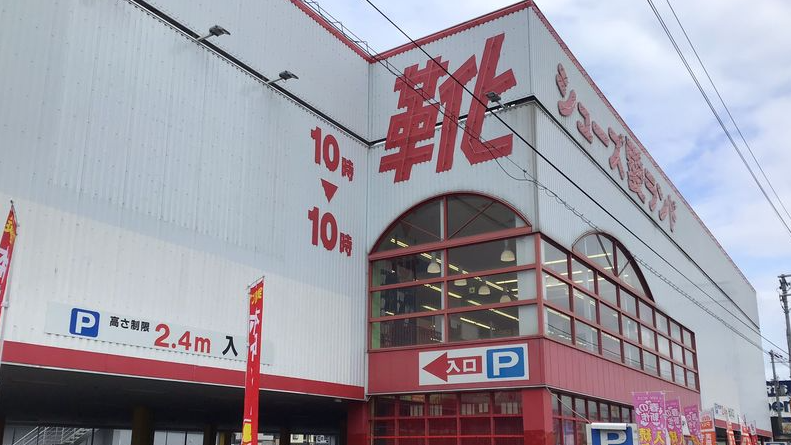 靴
シューズ愛ランド
10時
▼
10時
P 高さ制限 2.4m 入
入口 P
P